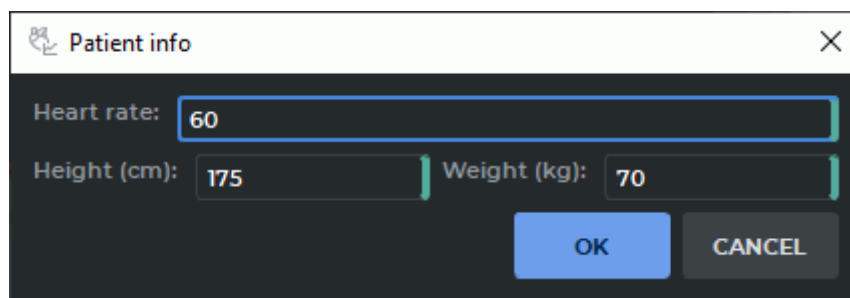 Patient info
Heart rate: 60
Height (cm): 175 Weight (kg): 70
OK CANCEL